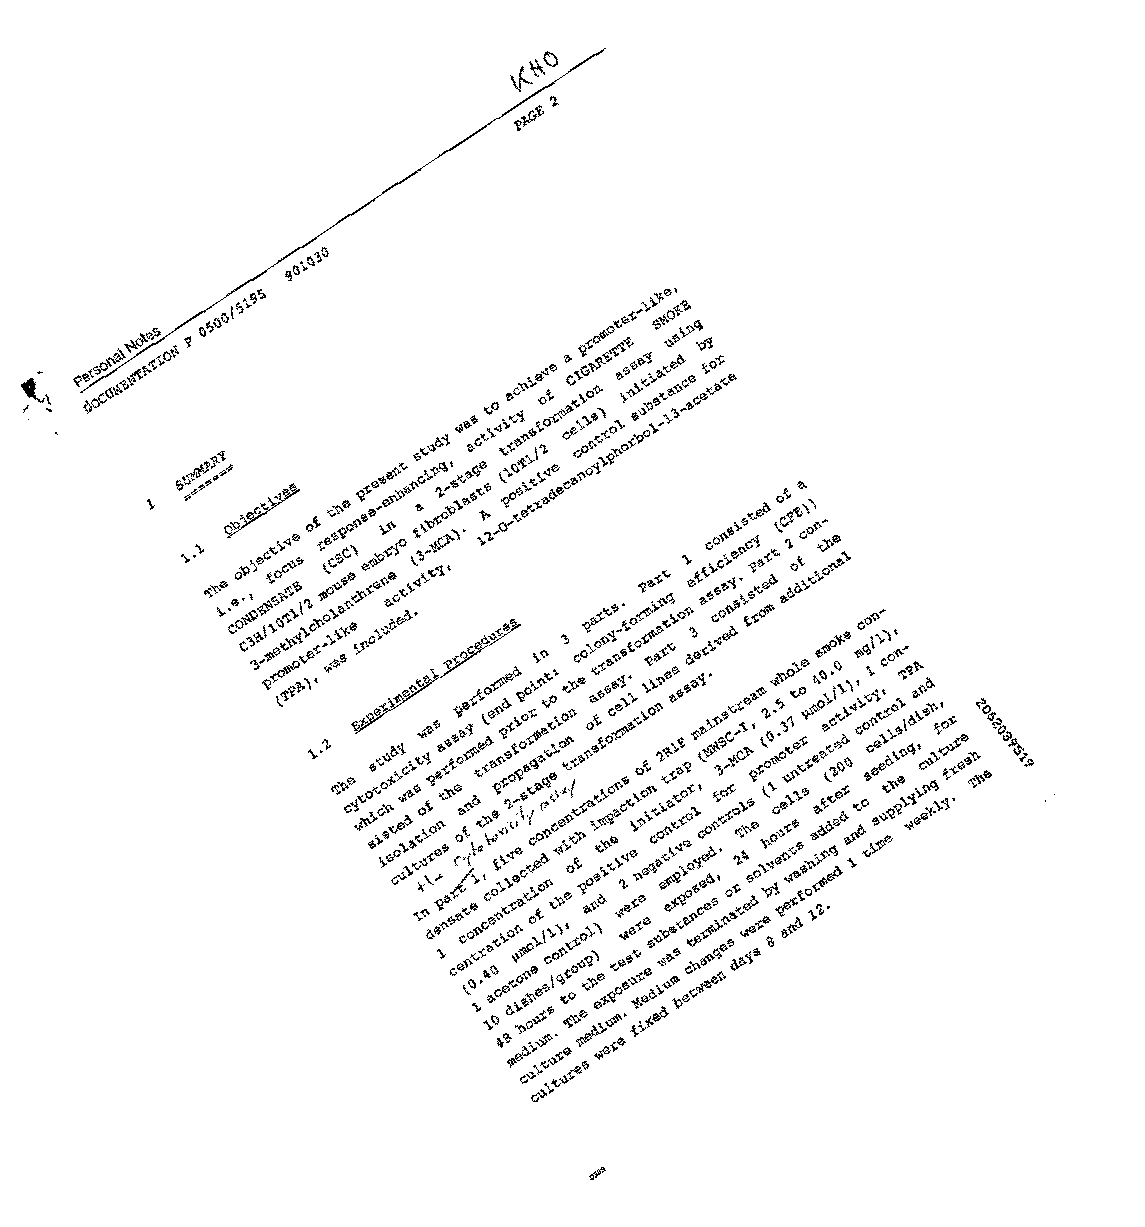 KHO
Personal Notes
DOCUMENTATION P 0500/5195 901030 PAGE 2
1 SUMMARY
=======
1.1 Objectives
The objective of the present study was to achieve a promoter-like,
i.e., focus response-enhancing, activity of CIGARETTE SMOKE
CONDENSATE (CSC) in a 2-stage transformation assay using
C3H/10T1/2 mouse embryo fibroblasts (10T1/2 cells) initiated by
3-methylcholanthrene (3-MCA). A positive control substance for
promoter-like activity, 12-O-tetradecanoylphorbol-13-acetate
(TPA), was included.
1.2 Experimental Procedures
The study was performed in 3 parts. Part 1 consisted of a
cytotoxicity assay (end point: colony-forming efficiency (CFE))
which was performed prior to the transformation assay. Part 2 con-
sisted of the transformation assay. Part 3 consisted of the
isolation and propagation of cell lines derived from additional
cultures of the 2-stage transformation assay.
the cytotoxicity assay
In part 1, five concentrations of 2R1F mainstream whole smoke con-
densate collected with impaction trap (MWSC-I, 2.5 to 40.0 mg/l),
1 concentration of the initiator, 3-MCA (0.37 µmol/l), 1 con-
centration of the positive control for promoter activity, TPA
(0.40 µmol/l), and 2 negative controls (1 untreated control and
1 acetone control) were employed. The cells (200 cells/dish,
10 dishes/group) were exposed, 24 hours after seeding, for
48 hours to the test substances or solvents added to the culture
medium. The exposure was terminated by washing and supplying fresh
culture medium. Medium changes were performed 1 time weekly. The
cultures were fixed between days 8 and 12.
2062039512